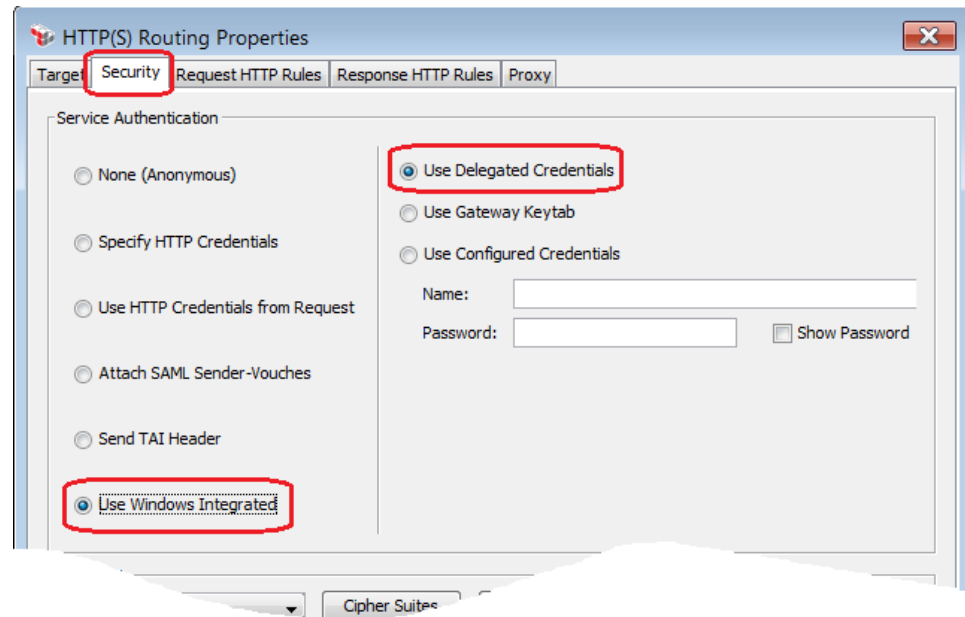 HTTP(S) Routing Properties
Target Security Request HTTP Rules Response HTTP Rules Proxy
Service Authentication
None (Anonymous)
Specify HTTP Credentials
Use HTTP Credentials from Request
Attach SAML Sender-Vouches
Send TAI Header
Use Windows Integrated
Use Delegated Credentials
Use Gateway Keytab
Use Configured Credentials
Name:
Password:
Show Password
Cipher Suites